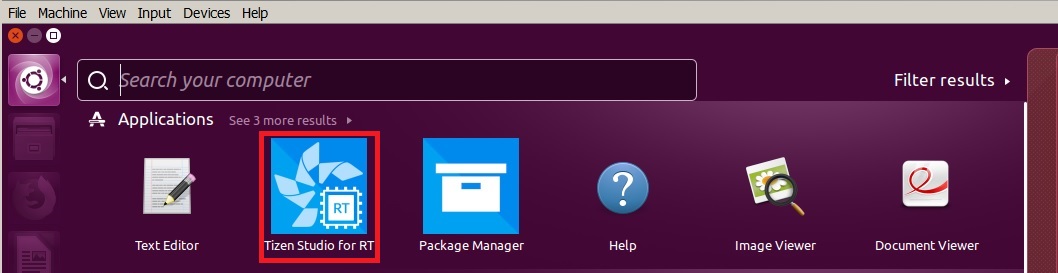 File Machine View Input Devices Help
Search your computer
Filter results
Applications See 3 more results
RT
Text Editor Tizen Studio for RT Package Manager Help Image Viewer Document Viewer